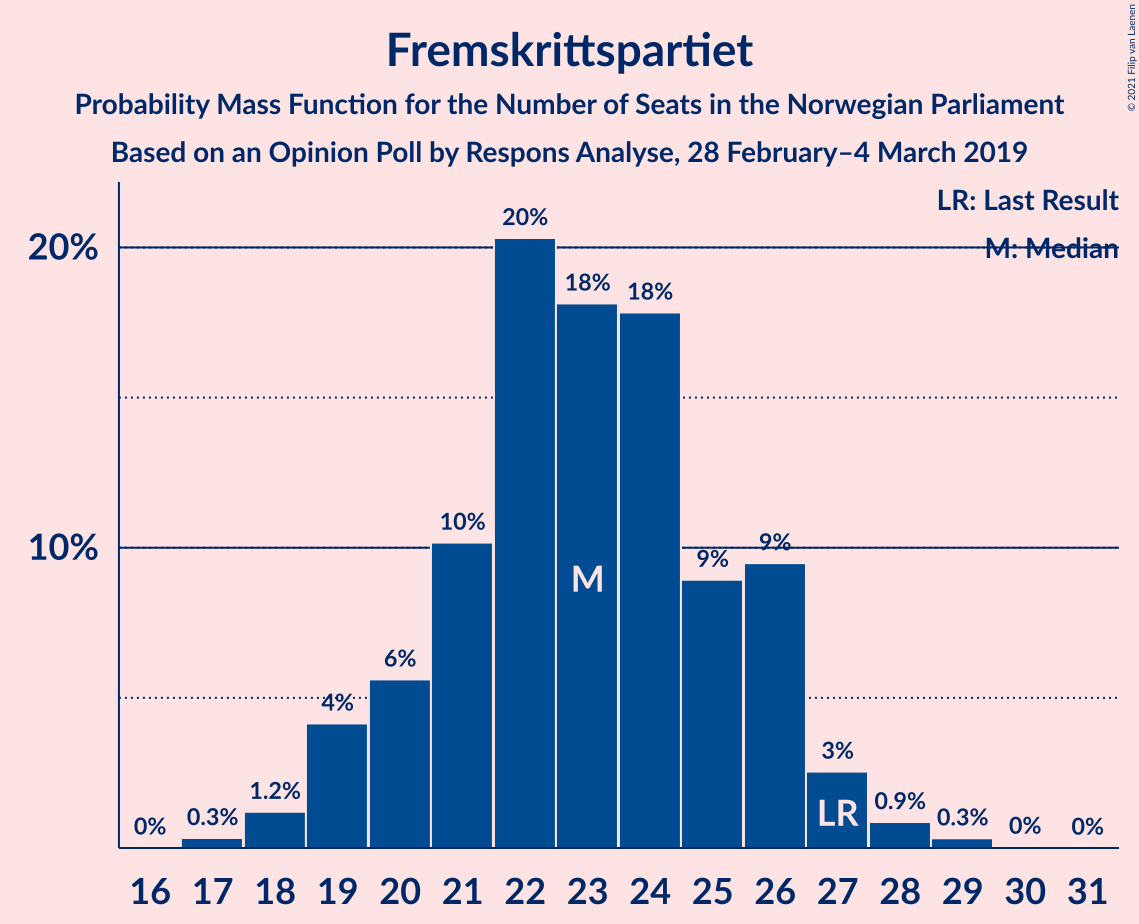 Fremskrittspartiet
Probability Mass Function for the Number of Seats in the Norwegian Parliament
Based on an Opinion Poll by Respons Analyse, 28 February–4 March 2019
© 2021 Filip van Laenen
LR: Last Result
M: Median
20%
10%
0% 0.3% 1.2% 4% 6% 10% 20% 18% 18% 9% 9% 3% 0.9% 0.3% 0% 0%
M
LR
16 17 18 19 20 21 22 23 24 25 26 27 28 29 30 31